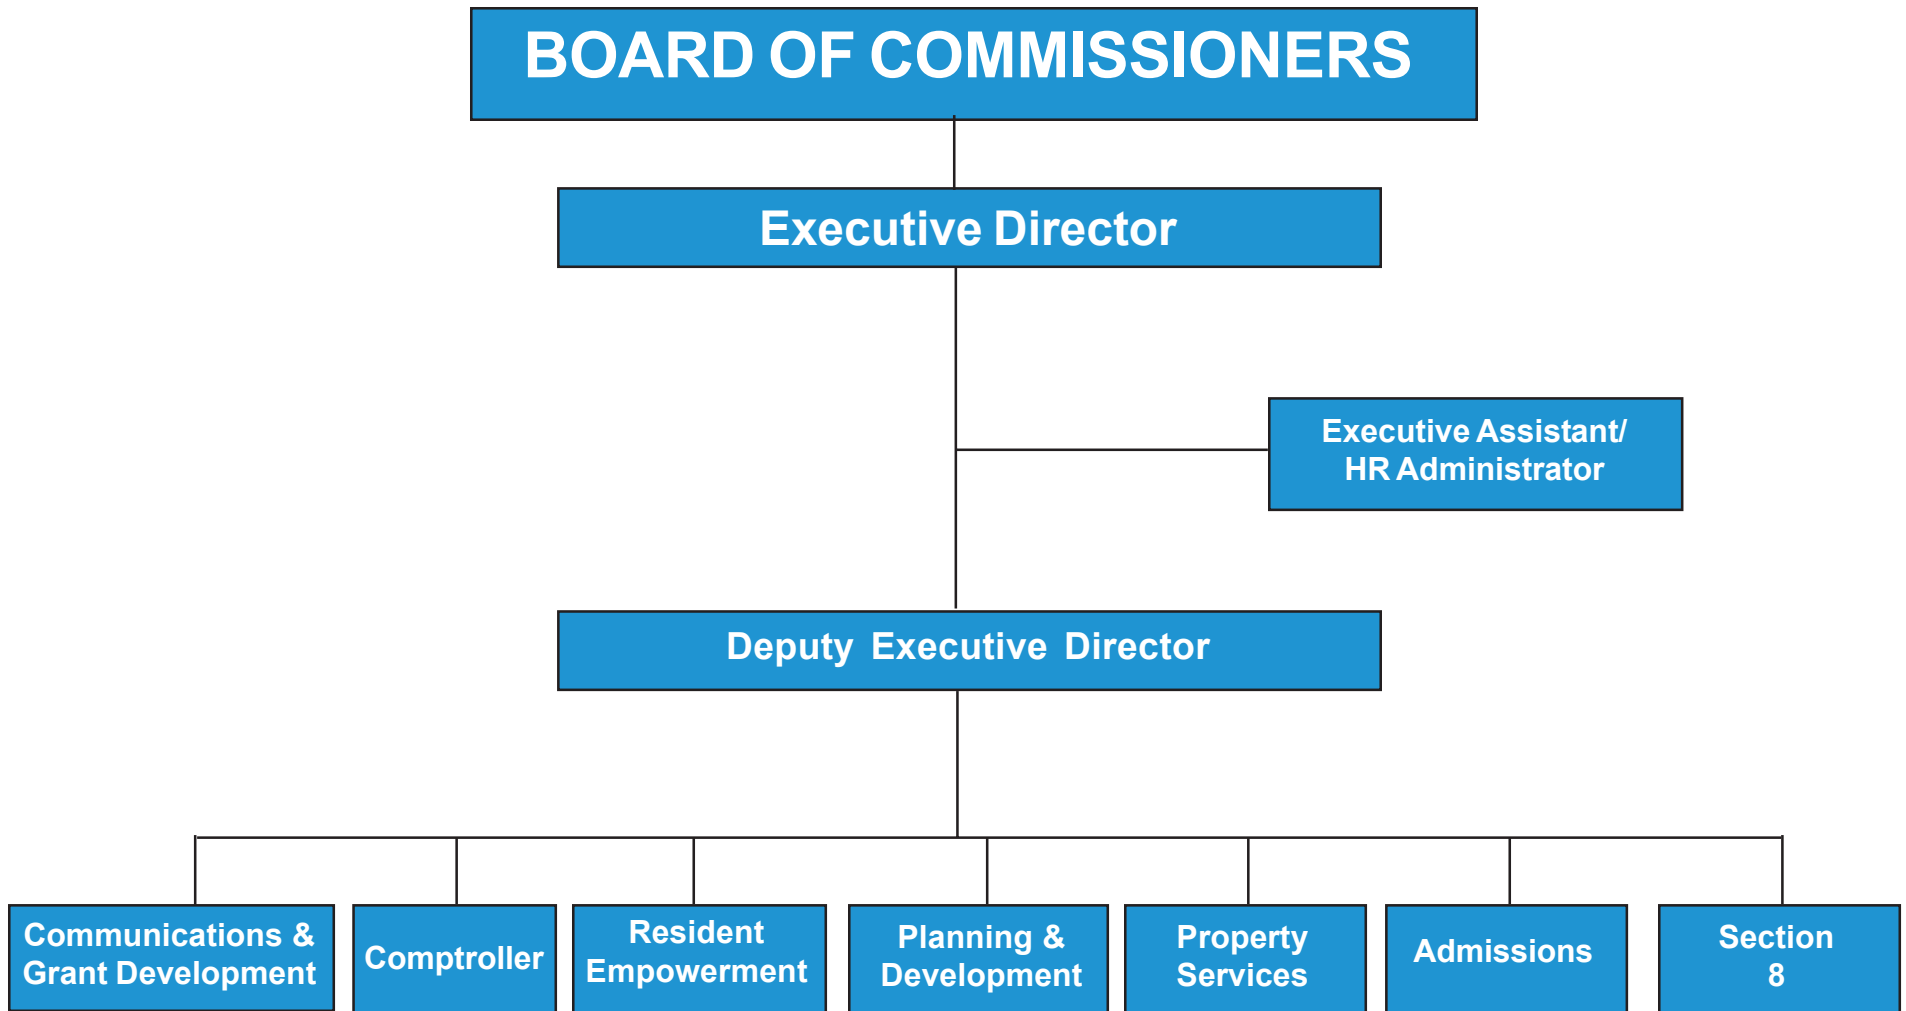 BOARD OF COMMISSIONERS
Executive Director
Executive Assistant/
HR Administrator
Deputy Executive Director
Communications &
Grant Development
Comptroller
Resident
Empowerment
Planning &
Development
Property
Services
Admissions
Section
8